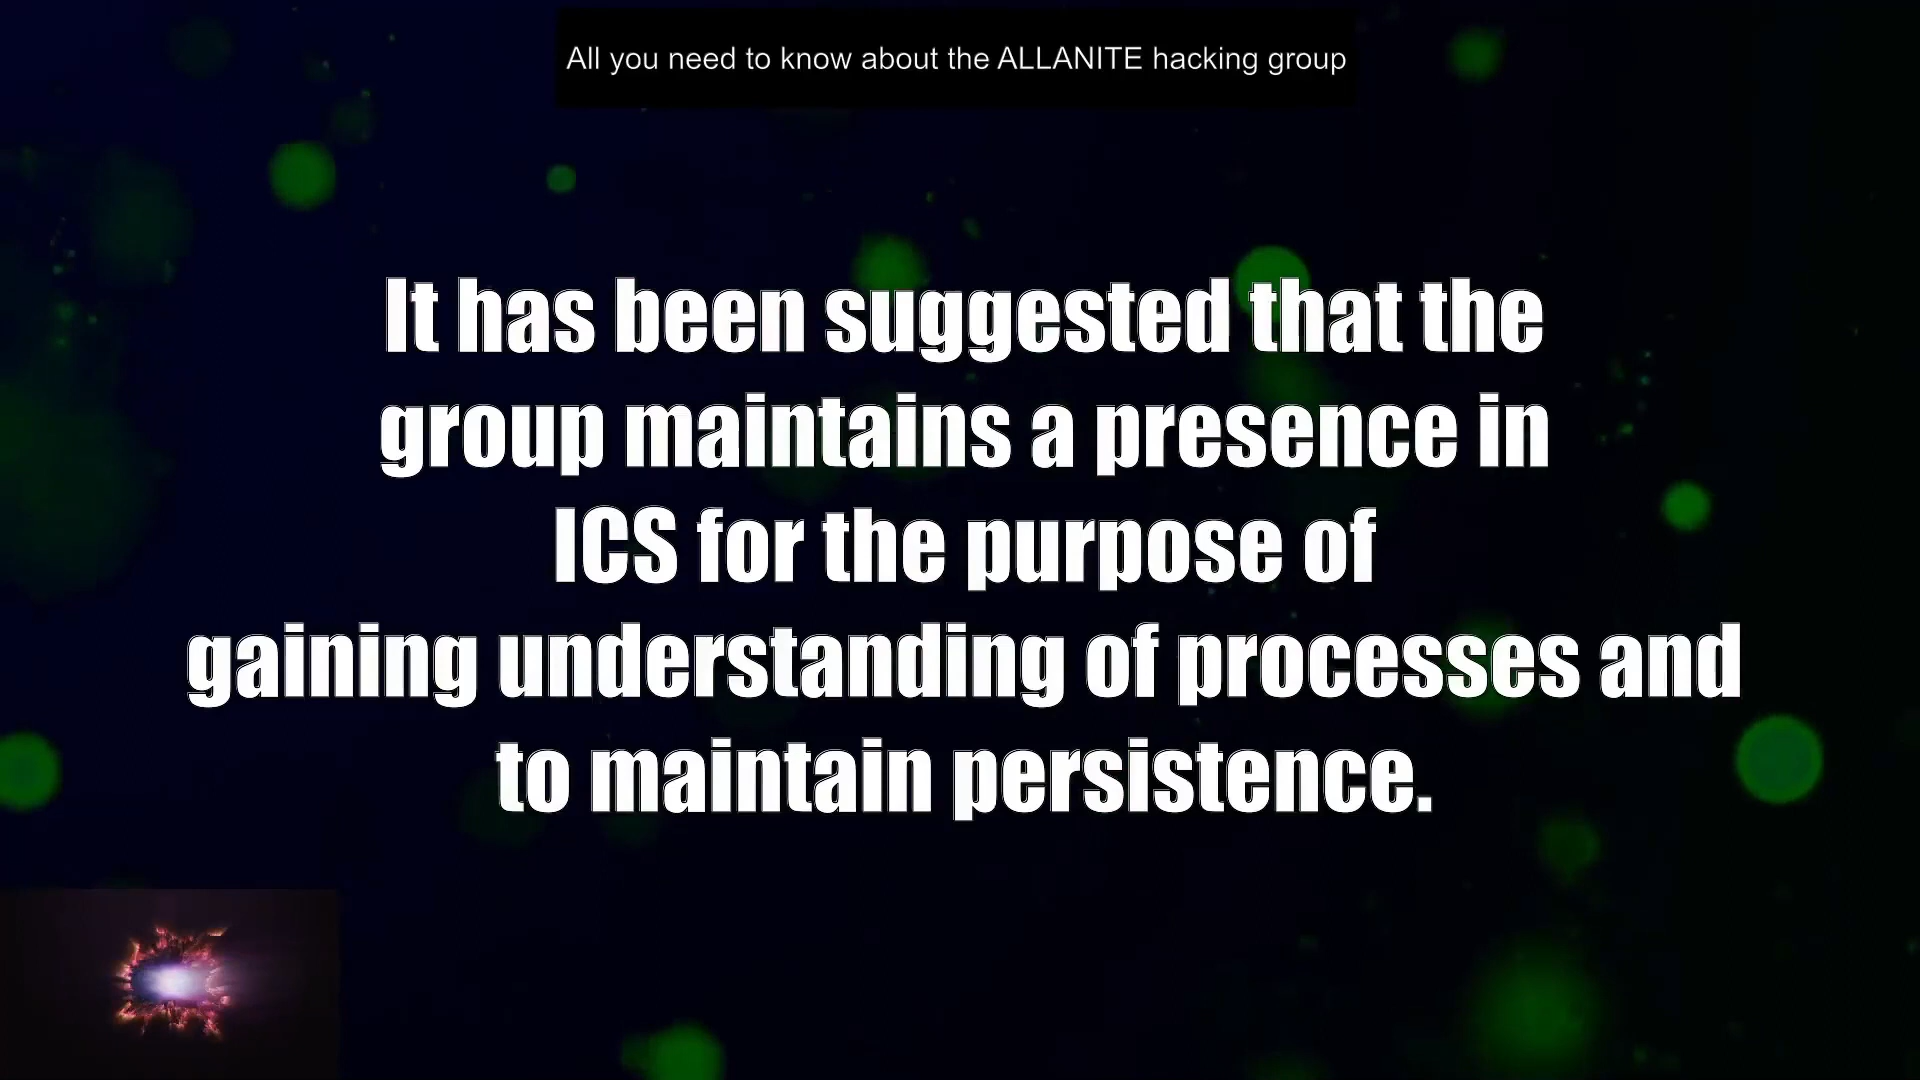 All you need to know about the ALLANITE hacking group
It has been suggested that the
group maintains a presence in
ICS for the purpose of
gaining understanding of processes and
to maintain persistence.